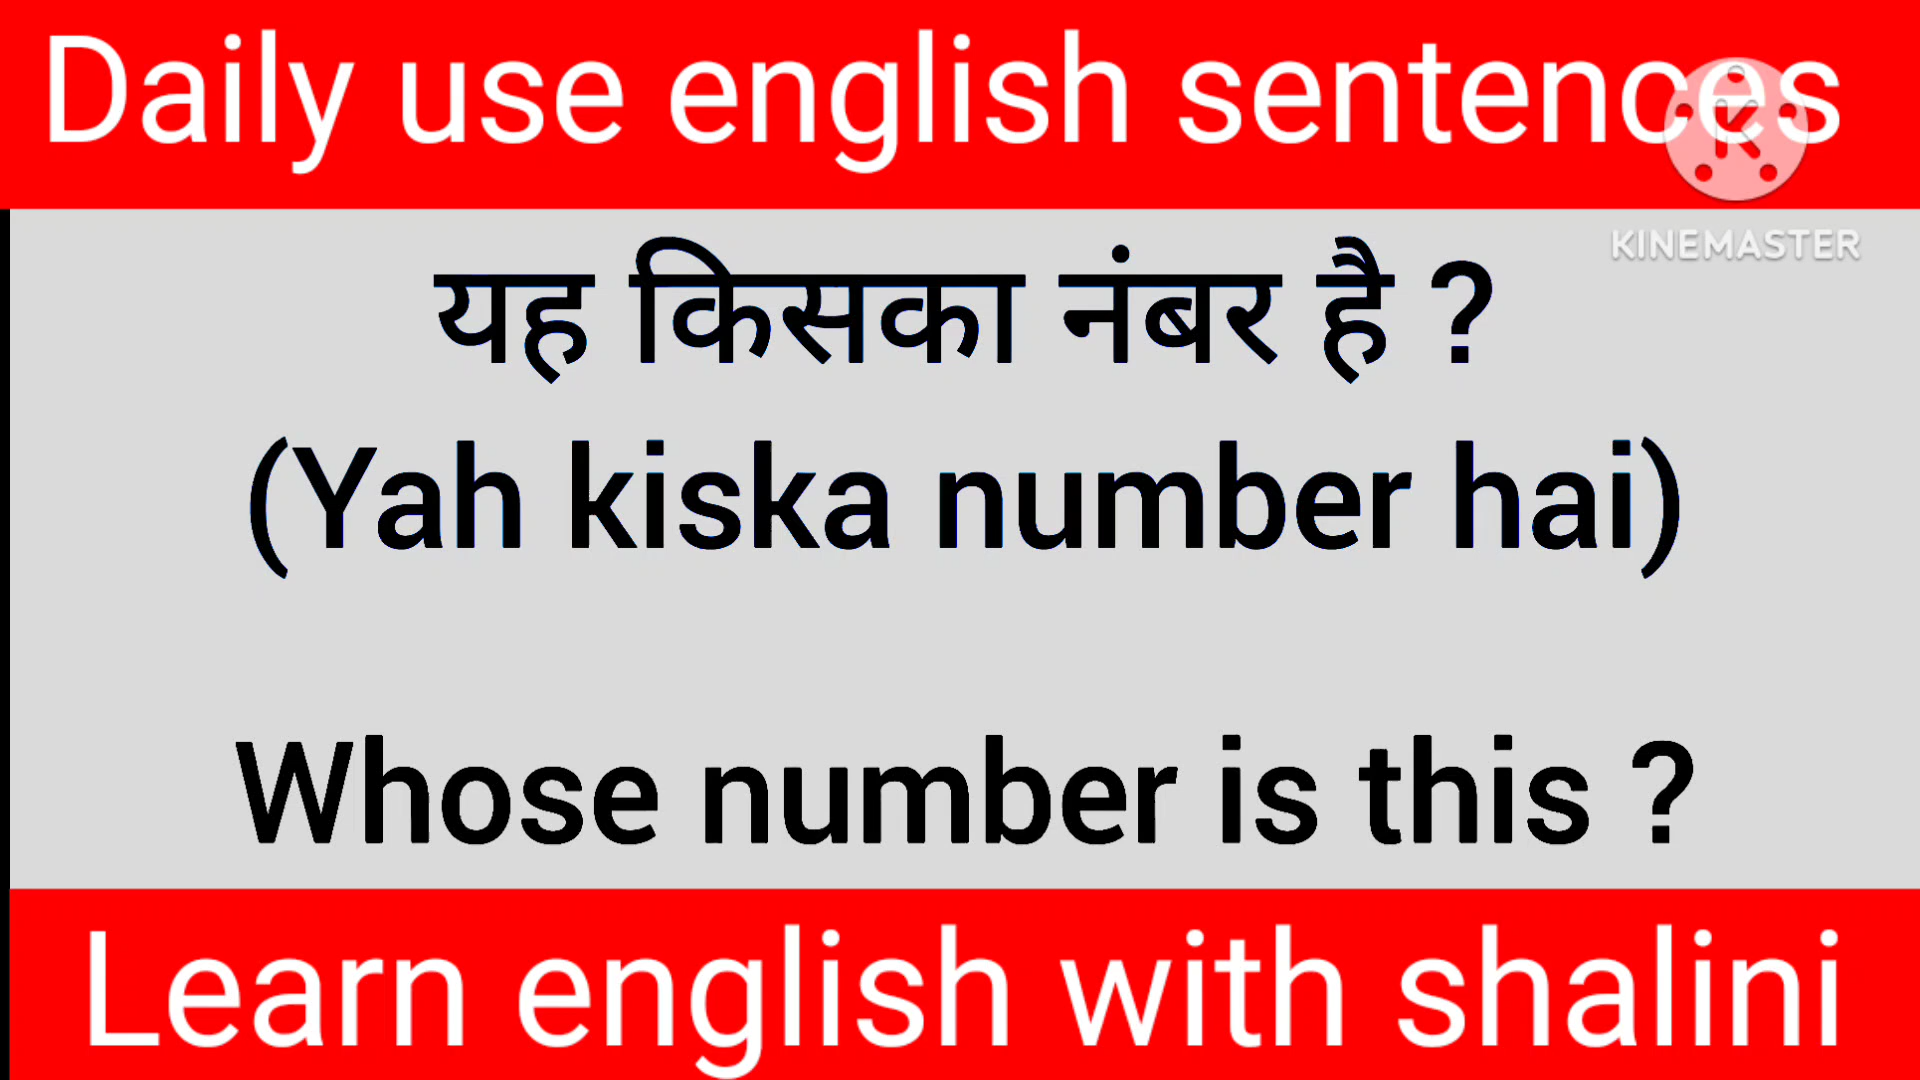 Daily use english sentences
K
KINEMASTER
यह किसका नंबर है ?
(Yah kiska number hai)
Whose number is this ?
Learn english with shalini